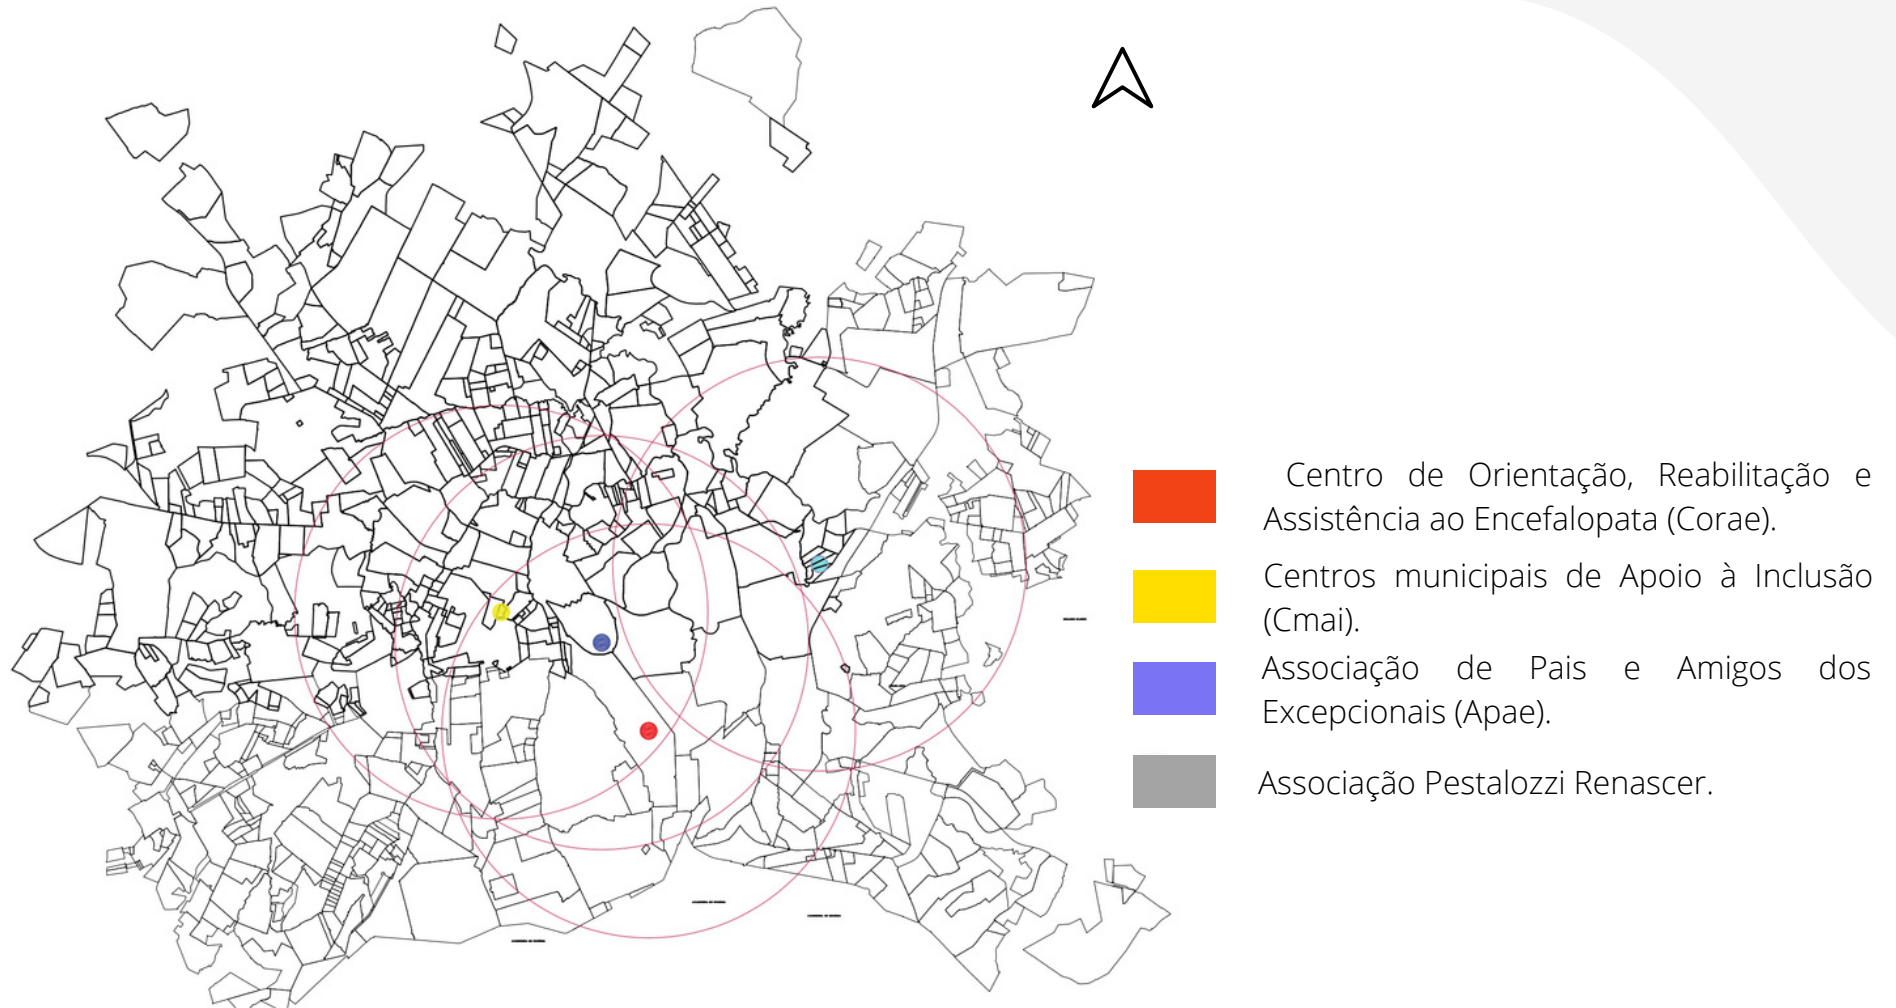 Centro de Orientação, Reabilitação e
Assistência ao Encefalopata (Corae).
Centros municipais de Apoio à Inclusão
(Cmai).
Associação de Pais e Amigos dos
Excepcionais (Apae).
Associação Pestalozzi Renascer.